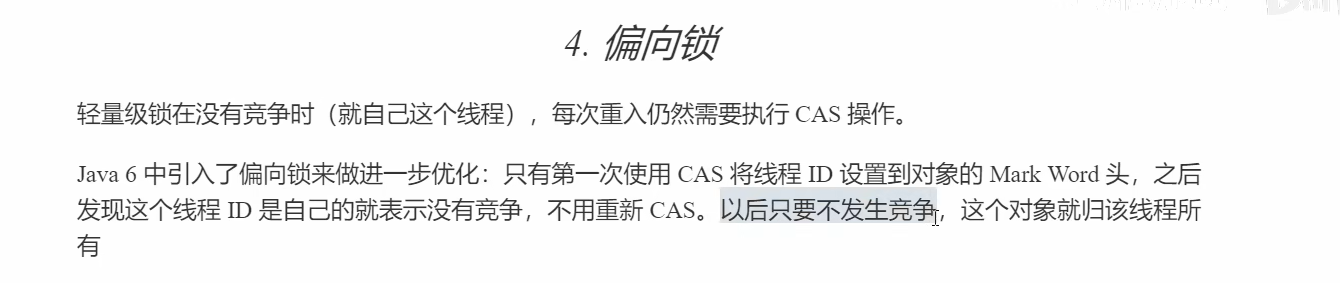 4. 偏向锁
轻量级锁在没有竞争时（就自己这个线程），每次重入仍然需要执行 CAS 操作。
Java 6 中引入了偏向锁来做进一步优化：只有第一次使用 CAS 将线程 ID 设置到对象的 Mark Word 头，之后
发现这个线程 ID 是自己的就表示没有竞争，不用重新 CAS。以后只要不发生竞争，这个对象就归该线程所
有